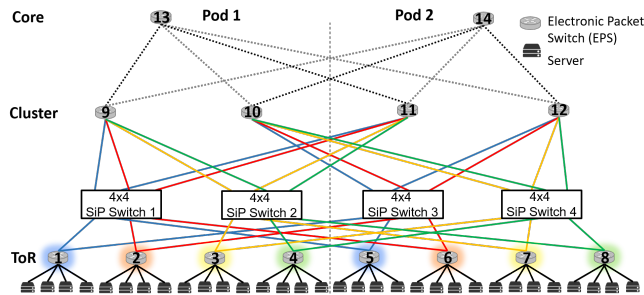 Core
13
Pod 1
Pod 2
14
Electronic Packet
Switch (EPS)
Server
Cluster
9
10
11
12
4x4
SiP Switch 1
4x4
SiP Switch 2
4x4
SiP Switch 3
4x4
SiP Switch 4
ToR
1
2
3
4
5
6
7
8